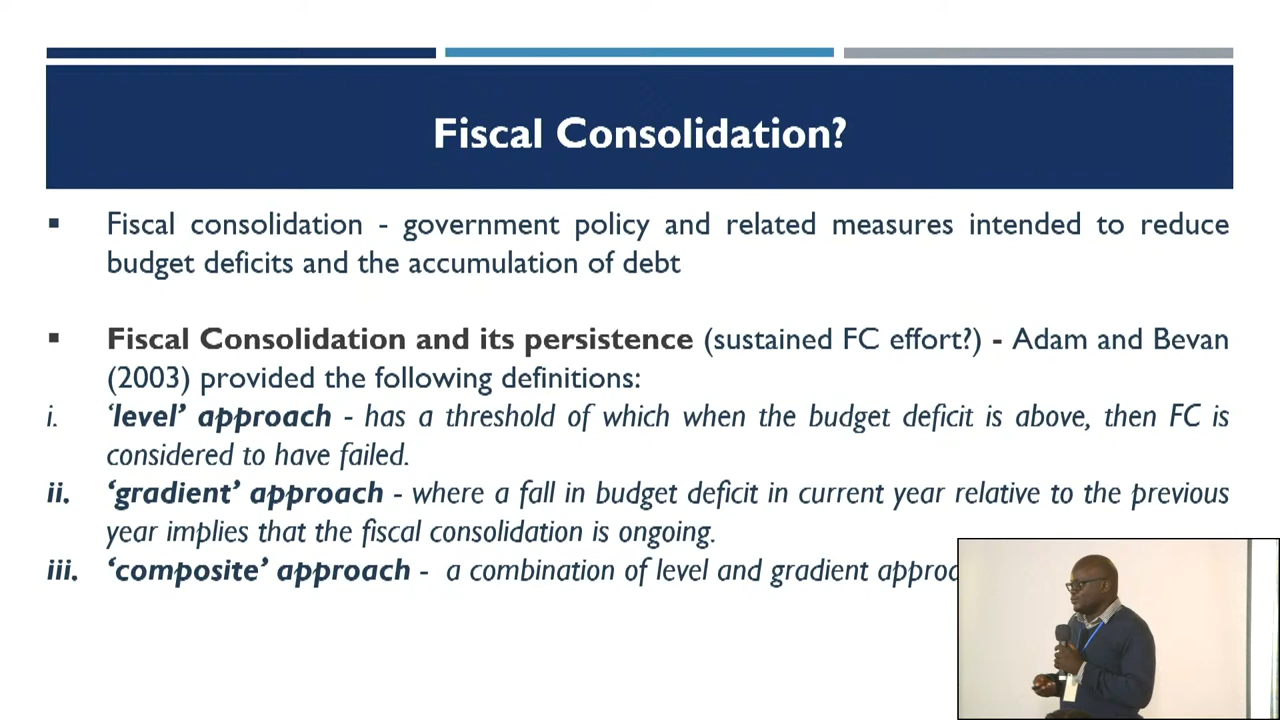 Fiscal Consolidation?
▪ Fiscal consolidation - government policy and related measures intended to reduce
budget deficits and the accumulation of debt
▪ Fiscal Consolidation and its persistence (sustained FC effort?) - Adam and Bevan
(2003) provided the following definitions:
i. ‘level’ approach - has a threshold of which when the budget deficit is above, then FC is
considered to have failed.
ii. ‘gradient’ approach - where a fall in budget deficit in current year relative to the previous
year implies that the fiscal consolidation is ongoing.
iii. ‘composite’ approach - a combination of level and gradient